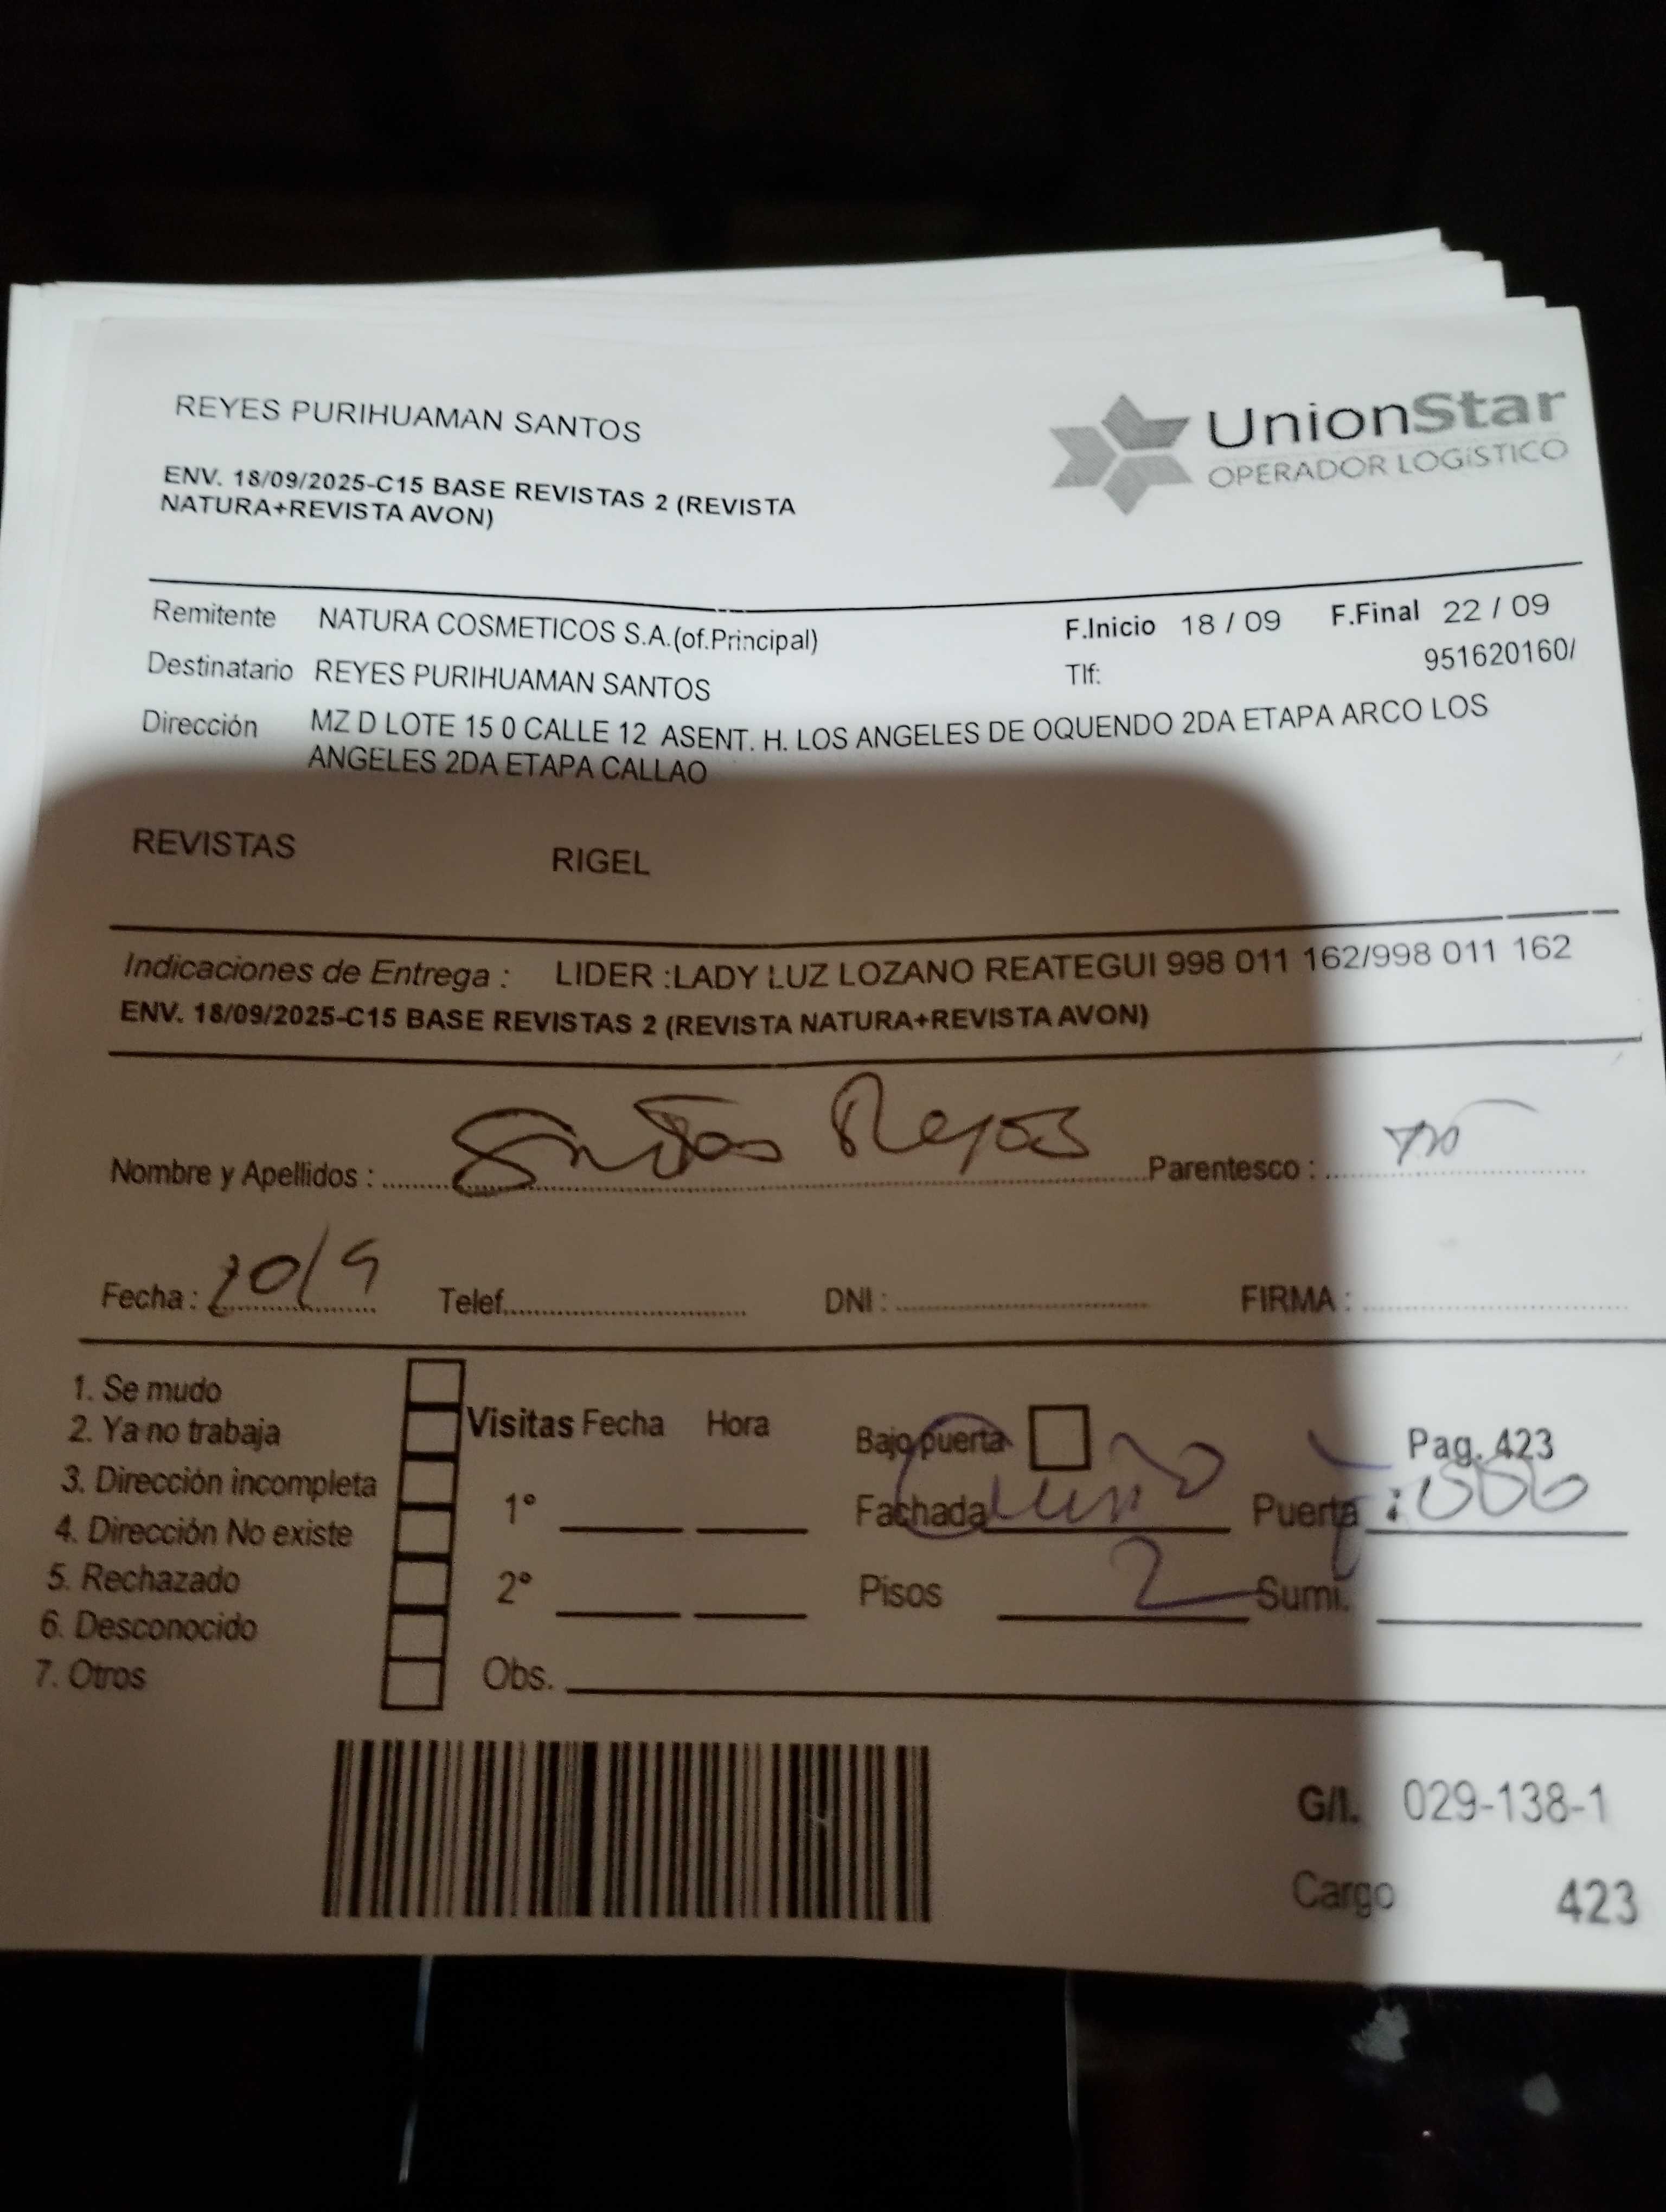 REYES PURIHUAMAN SANTOS
UnionStar
OPERADOR LOGíSTICO
ENV. 18/09/2025-C15 BASE REVISTAS 2 (REVISTA
NATURA+REVISTA AVON)
Remitente NATURA COSMETICOS S.A.(of.Principal) F.Inicio 18 / 09 F.Final 22 / 09
Destinatario REYES PURIHUAMAN SANTOS Tlf: 951620160/
Dirección MZ D LOTE 15 0 CALLE 12 ASENT. H. LOS ANGELES DE OQUENDO 2DA ETAPA ARCO LOS
ANGELES 2DA ETAPA CALLAO
REVISTAS RIGEL
Indicaciones de Entrega : LIDER :LADY LUZ LOZANO REATEGUI 998 011 162/998 011 162
ENV. 18/09/2025-C15 BASE REVISTAS 2 (REVISTA NATURA+REVISTA AVON)
Nombre y Apellidos : Santos Reyes Parentesco :
Fecha : 20/9 Telef. DNI : FIRMA :
1. Se mudo
2. Ya no trabaja
3. Dirección incompleta
4. Dirección No existe
5. Rechazado
6. Desconocido
7. Otros
Visitas Fecha Hora
1°
2°
Obs.
Bajo puerta
Fachada
Pisos 2
Pag. 423
Puerta :
Sumi.
G/I. 029-138-1
Cargo 423